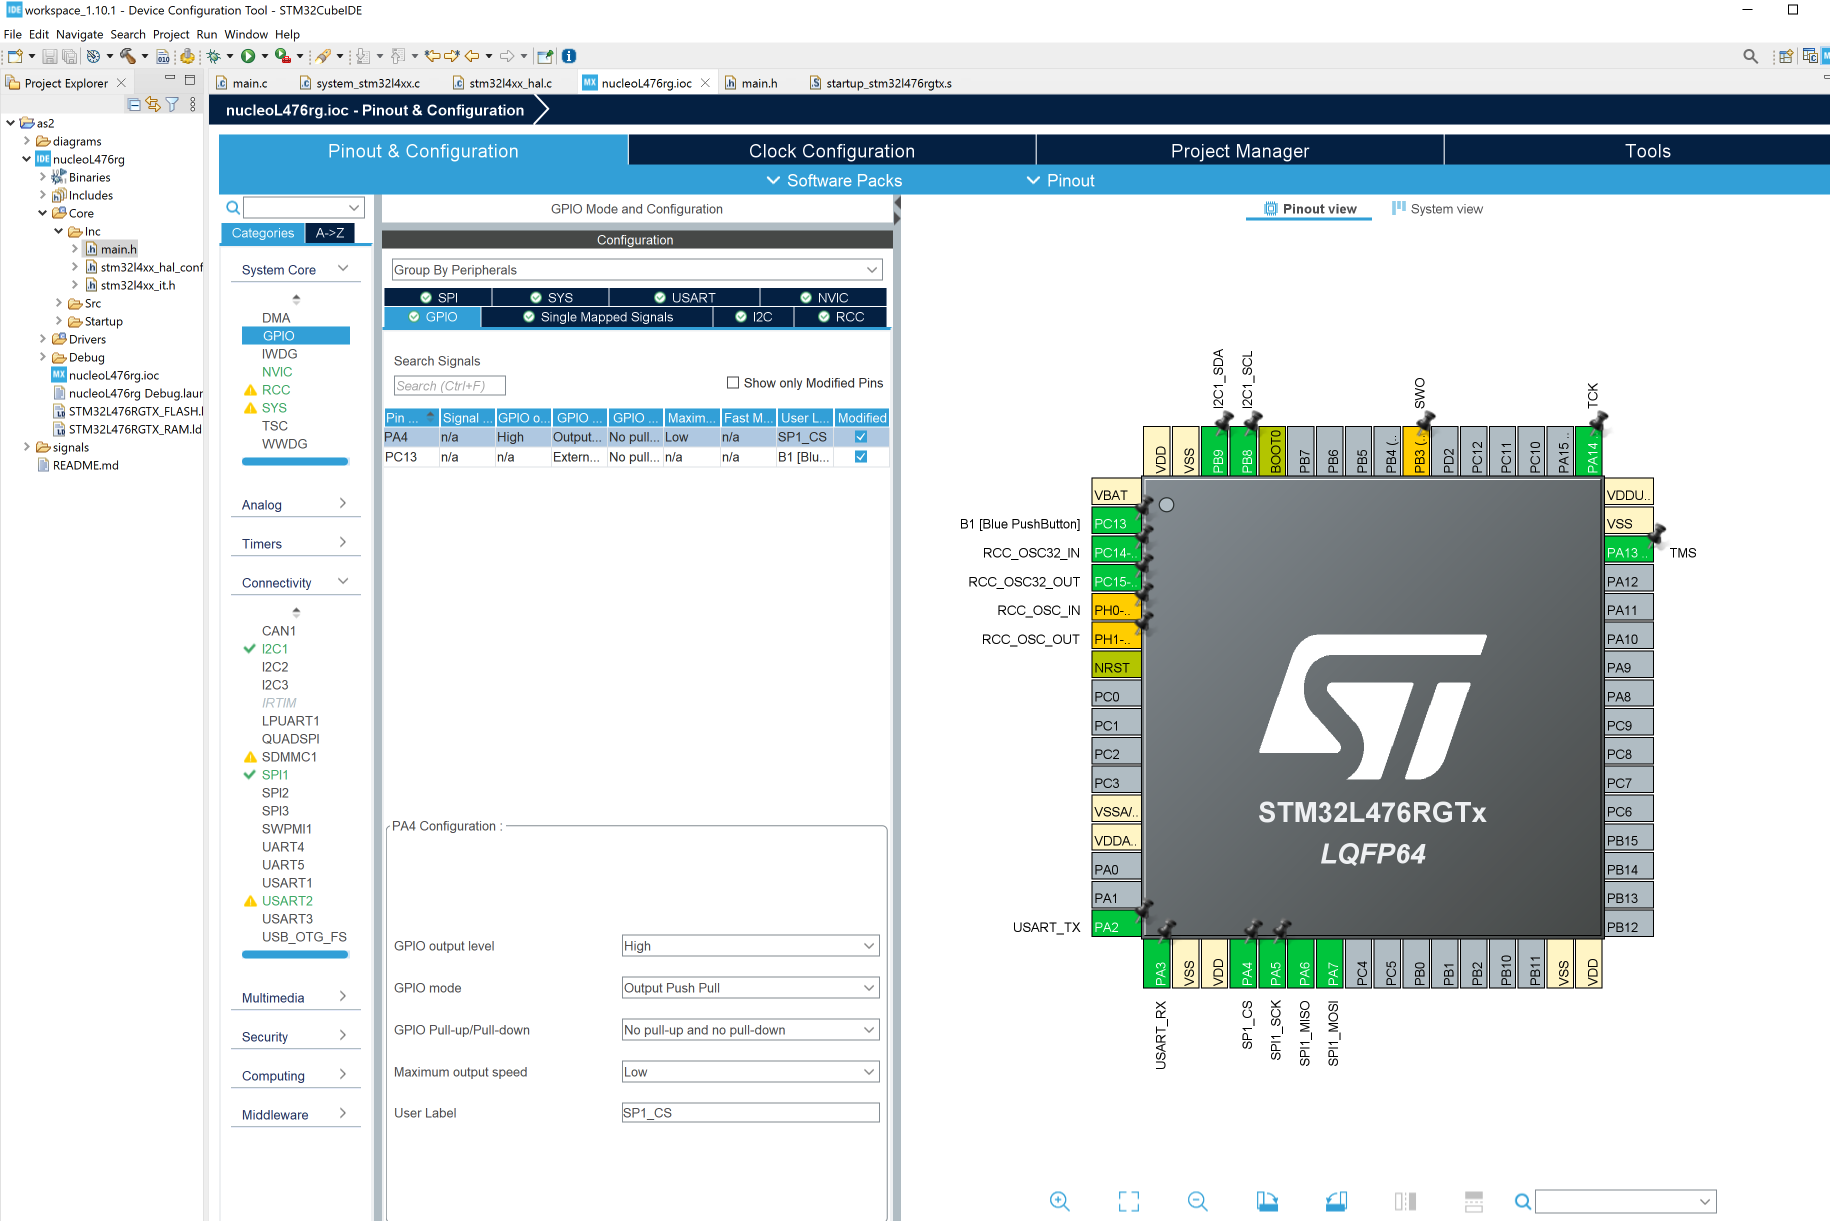 IDE workspace_1.10.1 - Device Configuration Tool - STM32CubeIDE
File Edit Navigate Search Project Run Window Help
Project Explorer
main.c
system_stm32l4xx.c
stm32l4xx_hal.c
MX nucleoL476rg.ioc
main.h
startup_stm32l476rgtx.s
as2
diagrams
IDE nucleoL476rg
Binaries
Includes
Core
Inc
main.h
stm32l4xx_hal_conf
stm32l4xx_it.h
Src
Startup
Drivers
Debug
MX nucleoL476rg.ioc
nucleoL476rg Debug.laur
STM32L476RGTX_FLASH.l
STM32L476RGTX_RAM.ld
signals
README.md
nucleoL476rg.ioc - Pinout & Configuration
Pinout & Configuration
Clock Configuration
Project Manager
Tools
Software Packs
Pinout
Categories
A->Z
System Core
DMA
GPIO
IWDG
NVIC
RCC
SYS
TSC
WWDG
Analog
Timers
Connectivity
CAN1
I2C1
I2C2
I2C3
IRTIM
LPUART1
QUADSPI
SDMMC1
SPI1
SPI2
SPI3
SWPMI1
UART4
UART5
USART1
USART2
USART3
USB_OTG_FS
Multimedia
Security
Computing
Middleware
GPIO Mode and Configuration
Configuration
Group By Peripherals
SPI SYS USART NVIC
GPIO Single Mapped Signals I2C RCC
Search Signals
Search (Ctrl+F)
Show only Modified Pins
Pin ... Signal ... GPIO o... GPIO ... GPIO ... Maxim... Fast M... User L... Modified
PA4 n/a High Output... No pull... Low n/a SP1_CS
PC13 n/a n/a Extern... No pull... n/a n/a B1 [Blu...
PA4 Configuration :
GPIO output level High
GPIO mode Output Push Pull
GPIO Pull-up/Pull-down No pull-up and no pull-down
Maximum output speed Low
User Label SP1_CS
Pinout view
System view
I2C1_SDA
I2C1_SCL
SWO
TCK
VDD
VSS
PB9
PB8 (..
BOOT0
PB7
PB6
PB5
PB4 (..
PB3 (..
PD2
PC12
PC11
PC10
PA15 ..
PA14 ..
VBAT
B1 [Blue PushButton] PC13
RCC_OSC32_IN PC14-..
RCC_OSC32_OUT PC15-..
RCC_OSC_IN PH0-..
RCC_OSC_OUT PH1-..
NRST
PC0
PC1
PC2
PC3
VSSA/..
VDDA..
PA0
PA1
USART_TX PA2
ST
STM32L476RGTx
LQFP64
VDDU..
VSS
PA13 .. TMS
PA12
PA11
PA10
PA9
PA8
PC9
PC8
PC7
PC6
PB15
PB14
PB13
PB12
PA3
VSS
VDD
PA4
PA5
PA6
PA7
PC4
PC5
PB0
PB1
PB2
PB10
PB11
VSS
VDD
USART_RX
SP1_CS
SPI1_SCK
SPI1_MISO
SPI1_MOSI